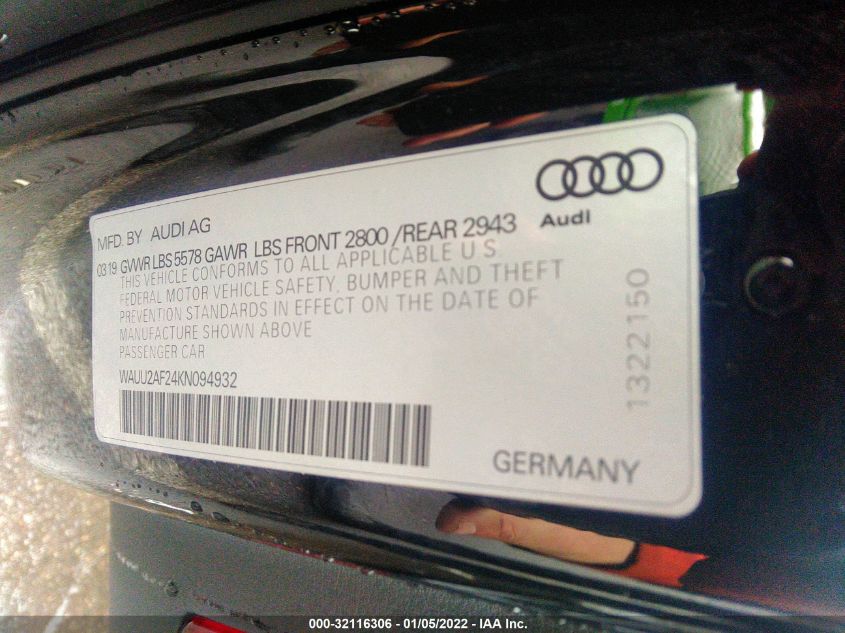 Audi
MFD. BY AUDI AG
03 19 GVWR LBS 5578 GAWR LBS FRONT 2800 /REAR 2943
THIS VEHICLE CONFORMS TO ALL APPLICABLE U S
FEDERAL MOTOR VEHICLE SAFETY, BUMPER AND THEFT
PREVENTION STANDARDS IN EFFECT ON THE DATE OF
MANUFACTURE SHOWN ABOVE
PASSENGER CAR
WAUU2AF24KN094932
1322150
GERMANY
000-32116306 - 01/05/2022 - IAA Inc.